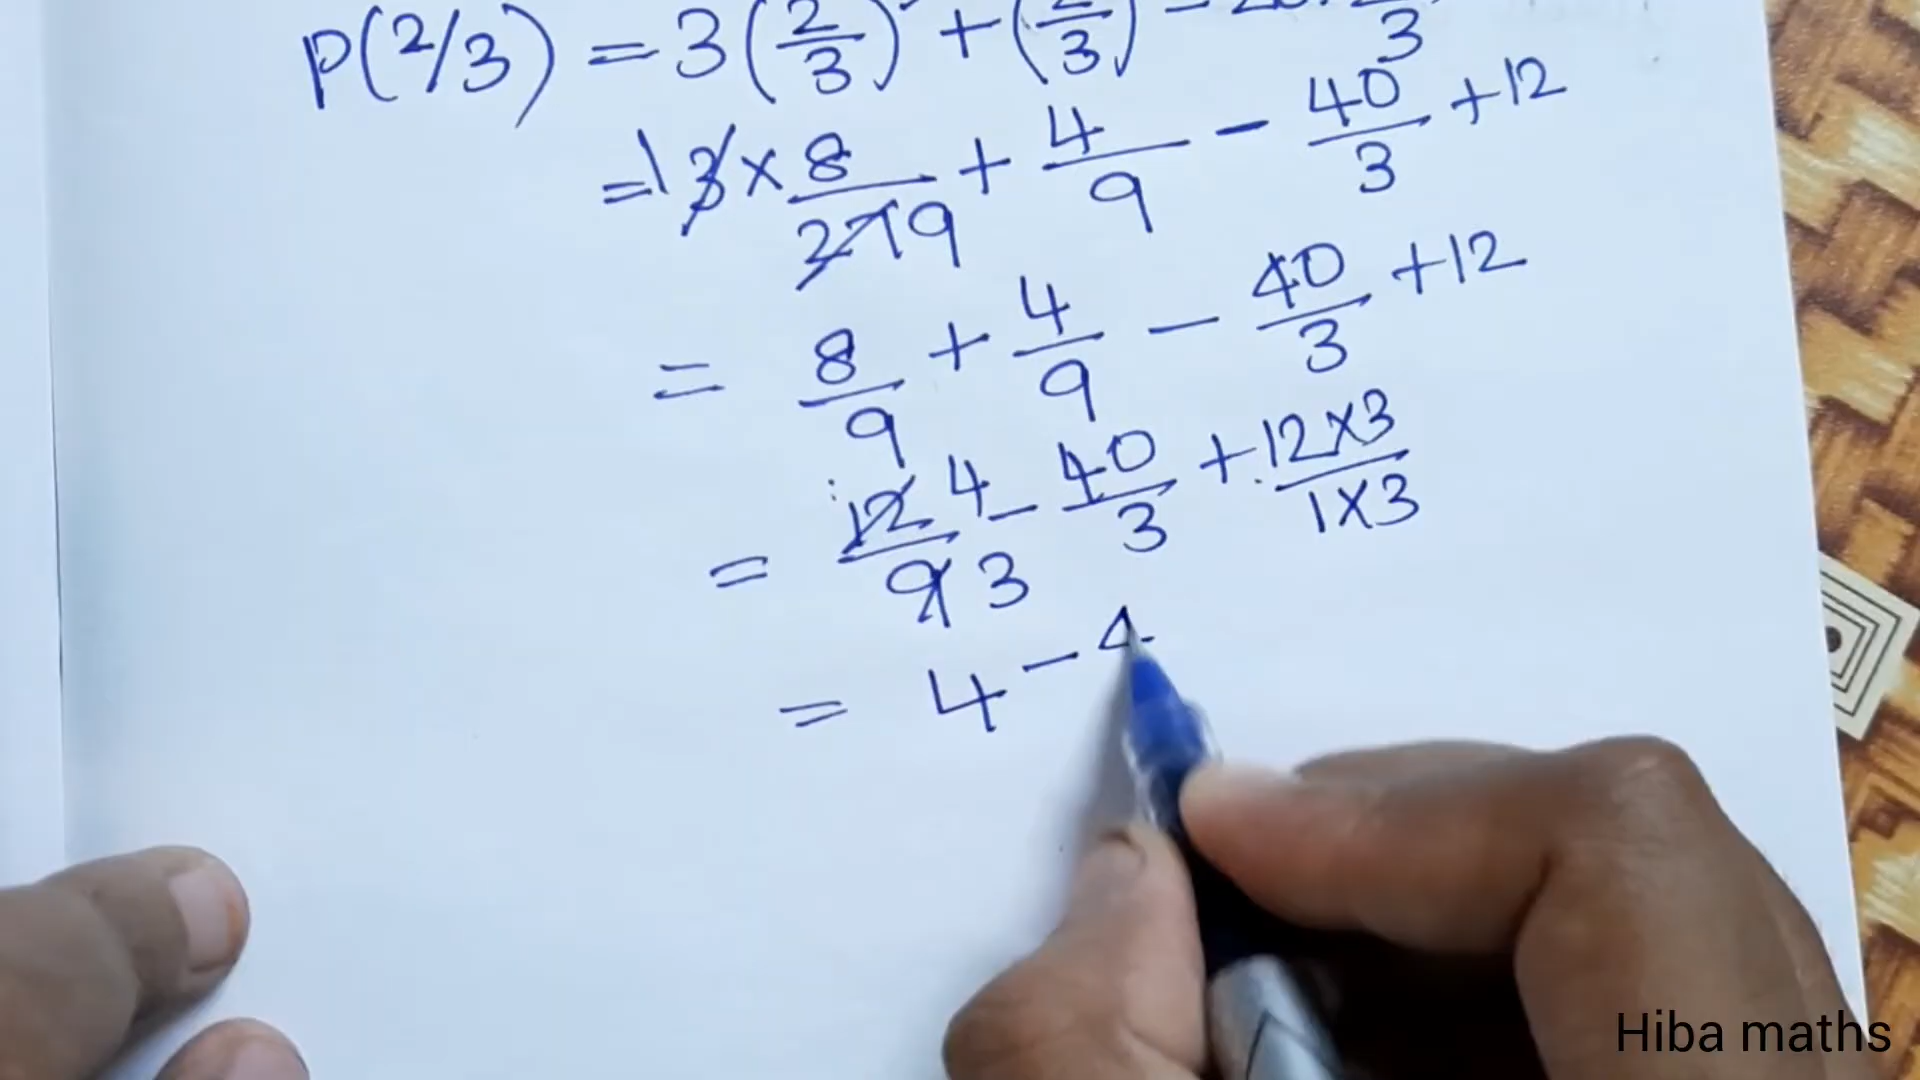 P(2/3) = 3(2/3) + (2/3) - 20.
= 1 3 × 8/27 9 + 4/9 - 40/3 + 12
= 8/9 + 4/9 - 40/3 + 12
= 12/9 4/3 - 40/3 + 12×3/1×3
= 4 - 4
Hiba maths